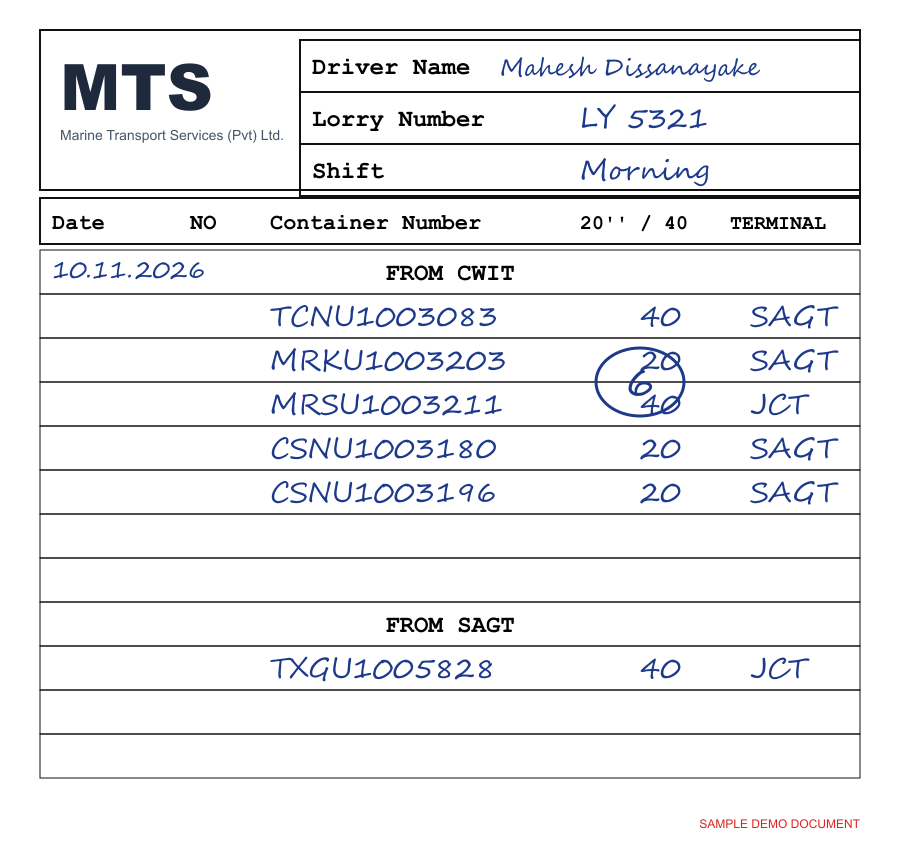 MTS
Marine Transport Services (Pvt) Ltd.
Driver Name Mahesh Dissanayake
Lorry Number LY 5321
Shift Morning
Date NO Container Number 20'' / 40 TERMINAL
10.11.2026 FROM CWIT
TCNU1003083 40 SAGT
MRKU1003203 20 SAGT
6
MRSU1003211 40 JCT
CSNU1003180 20 SAGT
CSNU1003196 20 SAGT
FROM SAGT
TXGU1005828 40 JCT
SAMPLE DEMO DOCUMENT